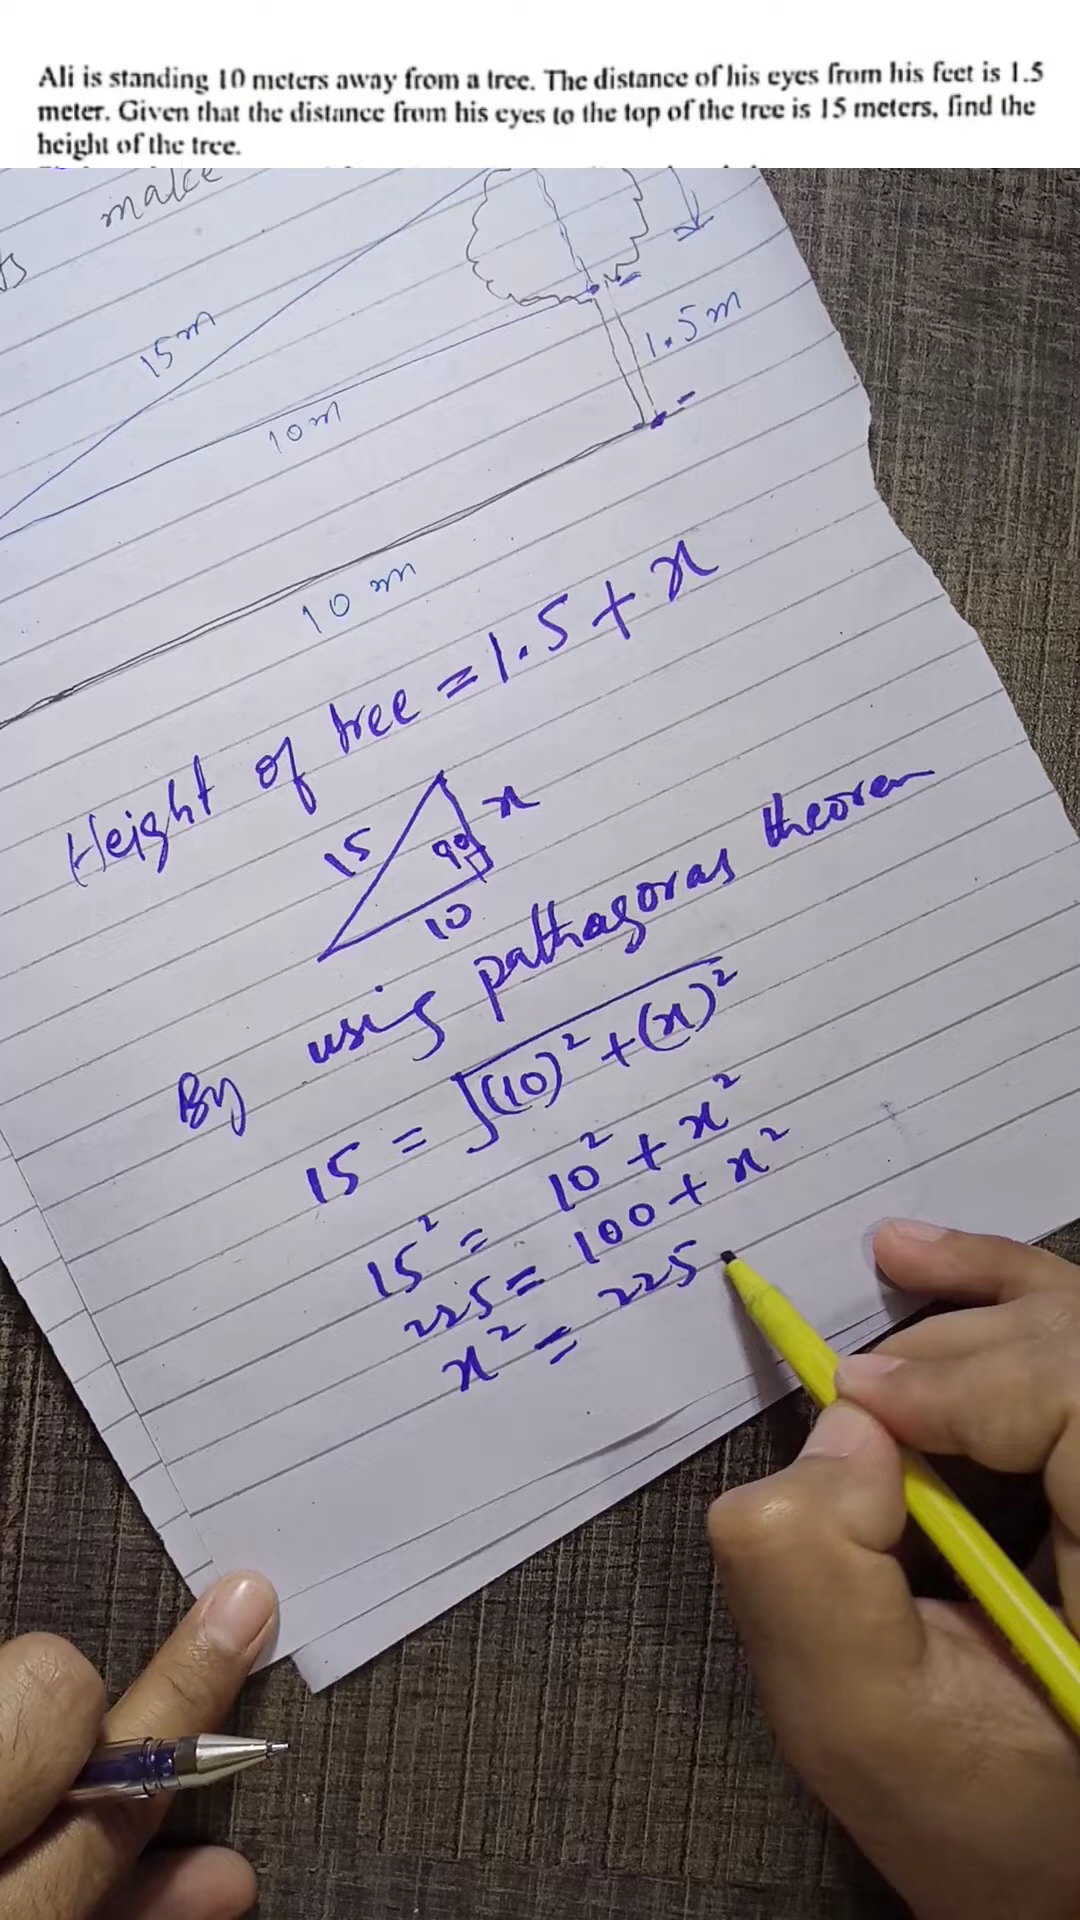 Ali is standing 10 meters away from a tree. The distance of his eyes from his feet is 1.5
meter. Given that the distance from his eyes to the top of the tree is 15 meters, find the
height of the tree.
make
15m
1.5m
10m
10m
Height of tree = 1.5 + x
15
90
x
10
By using pathagoras theorem
15 = √(10)² + (x)²
15² = 10² + x²
225 = 100 + x²
x² = 225